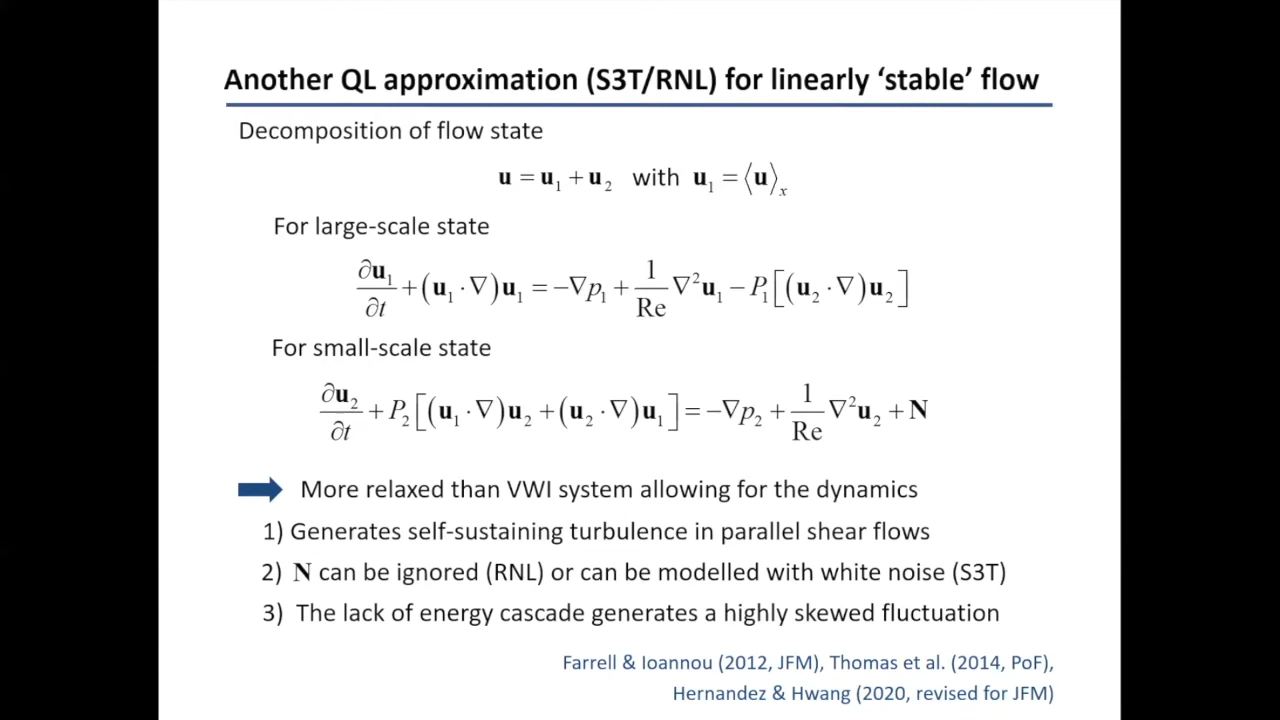 Another QL approximation (S3T/RNL) for linearly ‘stable’ flow
Decomposition of flow state
𝐮 = 𝐮₁ + 𝐮₂ with 𝐮₁ = ⟨𝐮⟩ₓ
For large-scale state
∂𝐮₁/∂t + (𝐮₁ · ∇)𝐮₁ = −∇p₁ + 1/Re ∇²𝐮₁ − P₁[(𝐮₂ · ∇)𝐮₂]
For small-scale state
∂𝐮₂/∂t + P₂[(𝐮₁ · ∇)𝐮₂ + (𝐮₂ · ∇)𝐮₁] = −∇p₂ + 1/Re ∇²𝐮₂ + 𝐍
More relaxed than VWI system allowing for the dynamics
1) Generates self-sustaining turbulence in parallel shear flows
2) 𝐍 can be ignored (RNL) or can be modelled with white noise (S3T)
3) The lack of energy cascade generates a highly skewed fluctuation
Farrell & Ioannou (2012, JFM), Thomas et al. (2014, PoF),
Hernandez & Hwang (2020, revised for JFM)